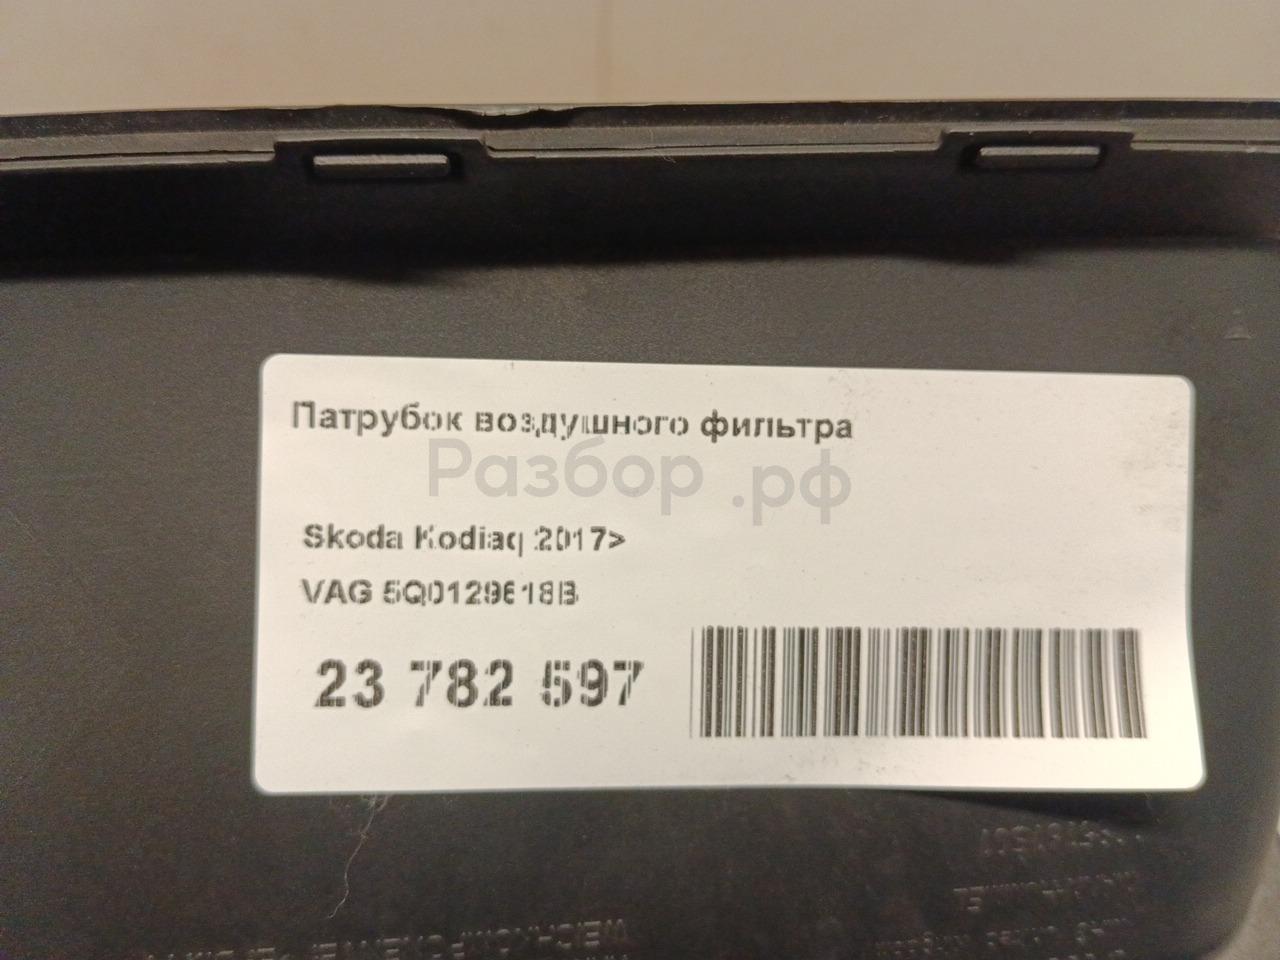 Патрубок воздушного фильтра
Разбор.рф
Skoda Kodiaq 2017>
VAG 5Q0129618B
23 782 597